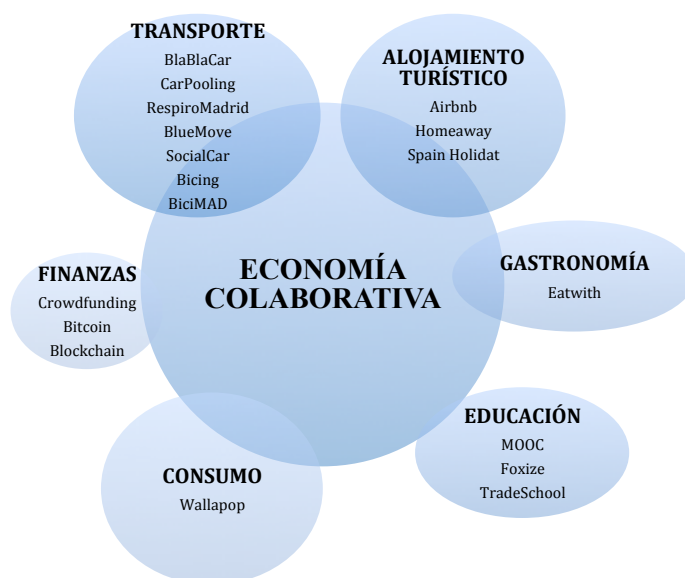 TRANSPORTE
BlaBlaCar
CarPooling
RespiroMadrid
BlueMove
SocialCar
Bicing
BiciMAD
ALOJAMIENTO
TURÍSTICO
Airbnb
Homeaway
Spain Holidat
FINANZAS
Crowdfunding
Bitcoin
Blockchain
ECONOMÍA
COLABORATIVA
GASTRONOMÍA
Eatwith
CONSUMO
Wallapop
EDUCACIÓN
MOOC
Foxize
TradeSchool